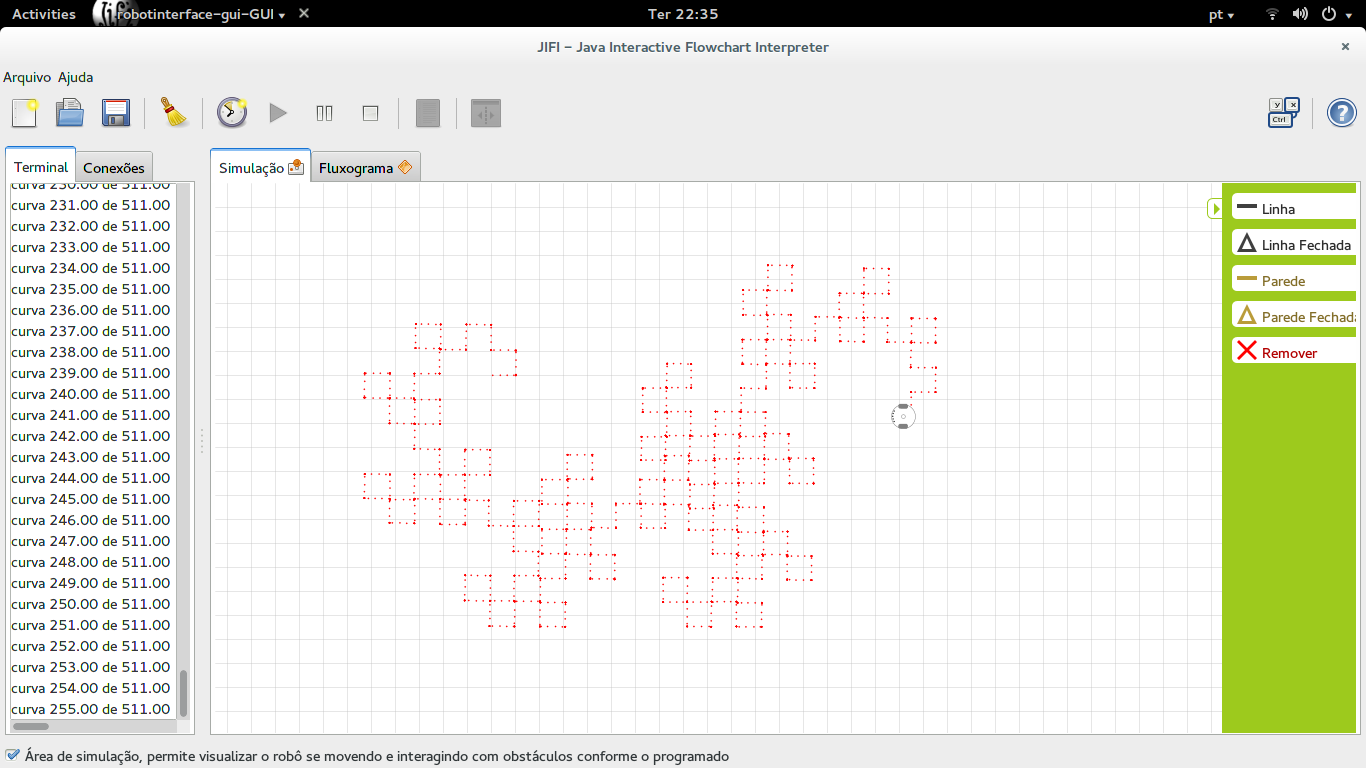 Activities robotinterface-gui-GUI Ter 22:35 pt
JIFI – Java Interactive Flowchart Interpreter
Arquivo Ajuda
Y X
Ctrl
Terminal Conexões Simulação Fluxograma
curva 230.00 de 511.00
curva 231.00 de 511.00
curva 232.00 de 511.00
curva 233.00 de 511.00
curva 234.00 de 511.00
curva 235.00 de 511.00
curva 236.00 de 511.00
curva 237.00 de 511.00
curva 238.00 de 511.00
curva 239.00 de 511.00
curva 240.00 de 511.00
curva 241.00 de 511.00
curva 242.00 de 511.00
curva 243.00 de 511.00
curva 244.00 de 511.00
curva 245.00 de 511.00
curva 246.00 de 511.00
curva 247.00 de 511.00
curva 248.00 de 511.00
curva 249.00 de 511.00
curva 250.00 de 511.00
curva 251.00 de 511.00
curva 252.00 de 511.00
curva 253.00 de 511.00
curva 254.00 de 511.00
curva 255.00 de 511.00
Linha
Linha Fechada
Parede
Parede Fechada
Remover
Área de simulação, permite visualizar o robô se movendo e interagindo com obstáculos conforme o programado